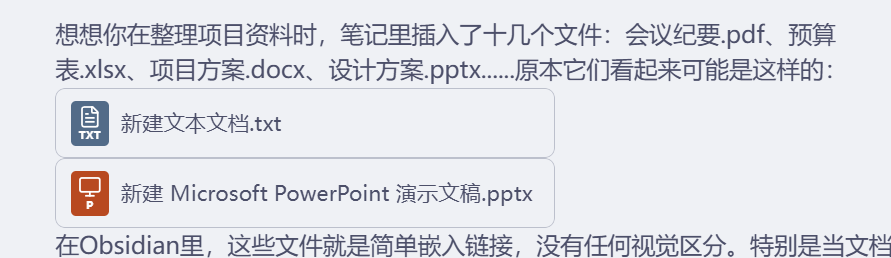 想想你在整理项目资料时，笔记里插入了十几个文件：会议纪要.pdf、预算
表.xlsx、项目方案.docx、设计方案.pptx......原本它们看起来可能是这样的：
TXT 新建文本文档.txt
P 新建 Microsoft PowerPoint 演示文稿.pptx
在Obsidian里，这些文件就是简单嵌入链接，没有任何视觉区分。特别是当文档